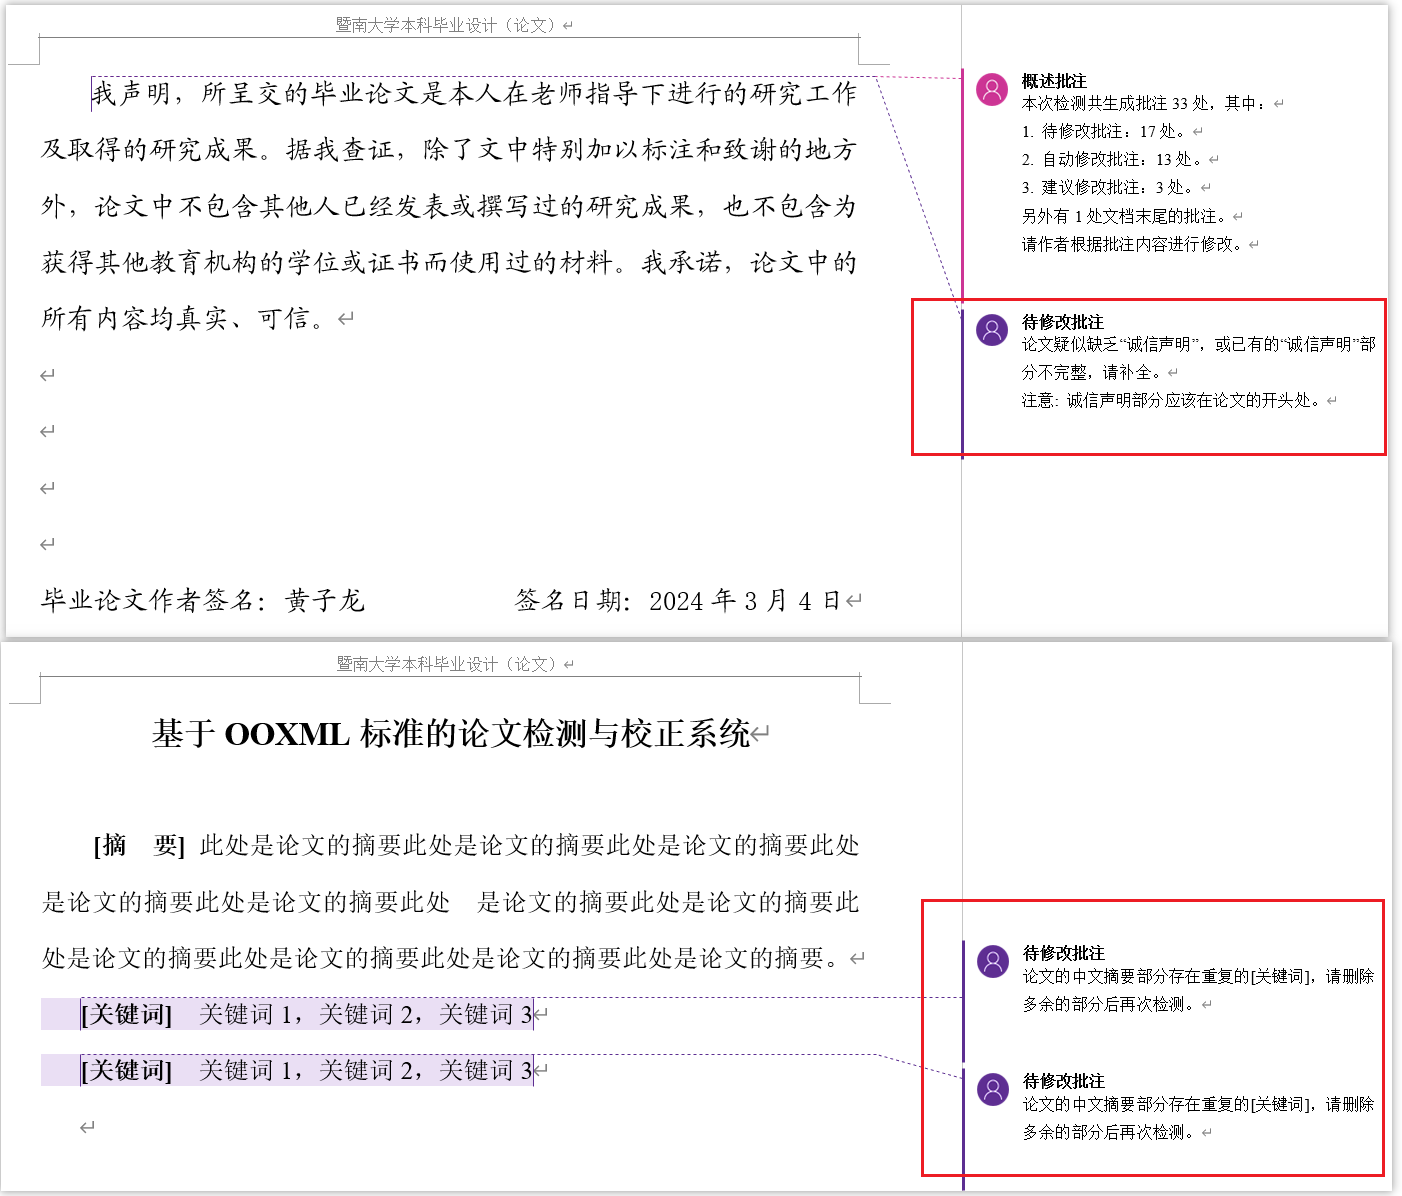 暨南大学本科毕业设计（论文）
我声明，所呈交的毕业论文是本人在老师指导下进行的研究工作
及取得的研究成果。据我查证，除了文中特别加以标注和致谢的地方
外，论文中不包含其他人已经发表或撰写过的研究成果，也不包含为
获得其他教育机构的学位或证书而使用过的材料。我承诺，论文中的
所有内容均真实、可信。
毕业论文作者签名：黄子龙 签名日期：2024 年 3 月 4 日
概述批注
本次检测共生成批注 33 处，其中：
1. 待修改批注：17 处。
2. 自动修改批注：13 处。
3. 建议修改批注：3 处。
另外有 1 处文档末尾的批注。
请作者根据批注内容进行修改。
待修改批注
论文疑似缺乏“诚信声明”，或已有的“诚信声明”部
分不完整，请补全。
注意: 诚信声明部分应该在论文的开头处。
暨南大学本科毕业设计（论文）
基于 OOXML 标准的论文检测与校正系统
[摘　要] 此处是论文的摘要此处是论文的摘要此处是论文的摘要此处
是论文的摘要此处是论文的摘要此处　是论文的摘要此处是论文的摘要此
处是论文的摘要此处是论文的摘要此处是论文的摘要此处是论文的摘要。
[关键词]　关键词 1，关键词 2，关键词 3
[关键词]　关键词 1，关键词 2，关键词 3
待修改批注
论文的中文摘要部分存在重复的[关键词]，请删除
多余的部分后再次检测。
待修改批注
论文的中文摘要部分存在重复的[关键词]，请删除
多余的部分后再次检测。